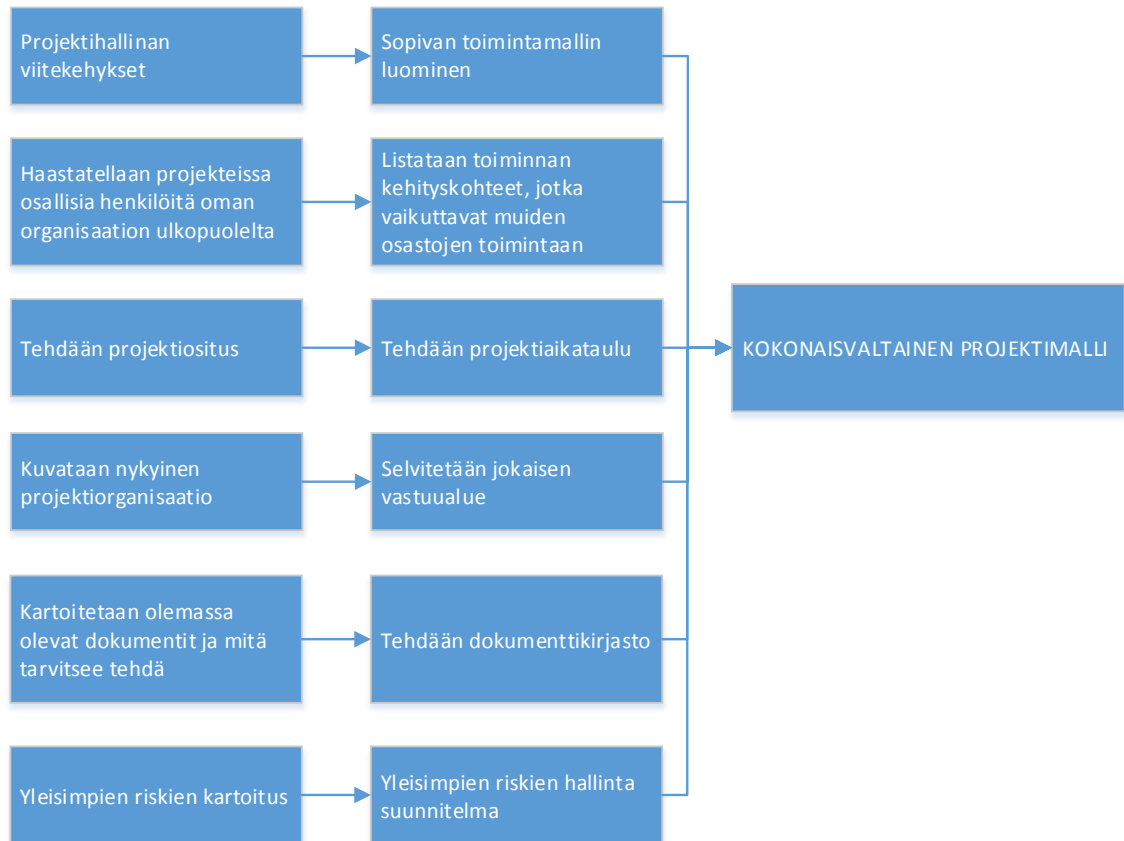 Projektihallinan
viitekehykset
Sopivan toimintamallin
luominen
Haastatellaan projekteissa
osallisia henkilöitä oman
organisaation ulkopuolelta
Listataan toiminnan
kehityskohteet, jotka
vaikuttavat muiden
osastojen toimintaan
Tehdään projektiositus
Tehdään projektiaikataulu
KOKONAISVALTAINEN PROJEKTIMALLI
Kuvataan nykyinen
projektiorganisaatio
Selvitetään jokaisen
vastuualue
Kartoitetaan olemassa
olevat dokumentit ja mitä
tarvitsee tehdä
Tehdään dokumenttikirjasto
Yleisimpien riskien kartoitus
Yleisimpien riskien hallinta
suunnitelma